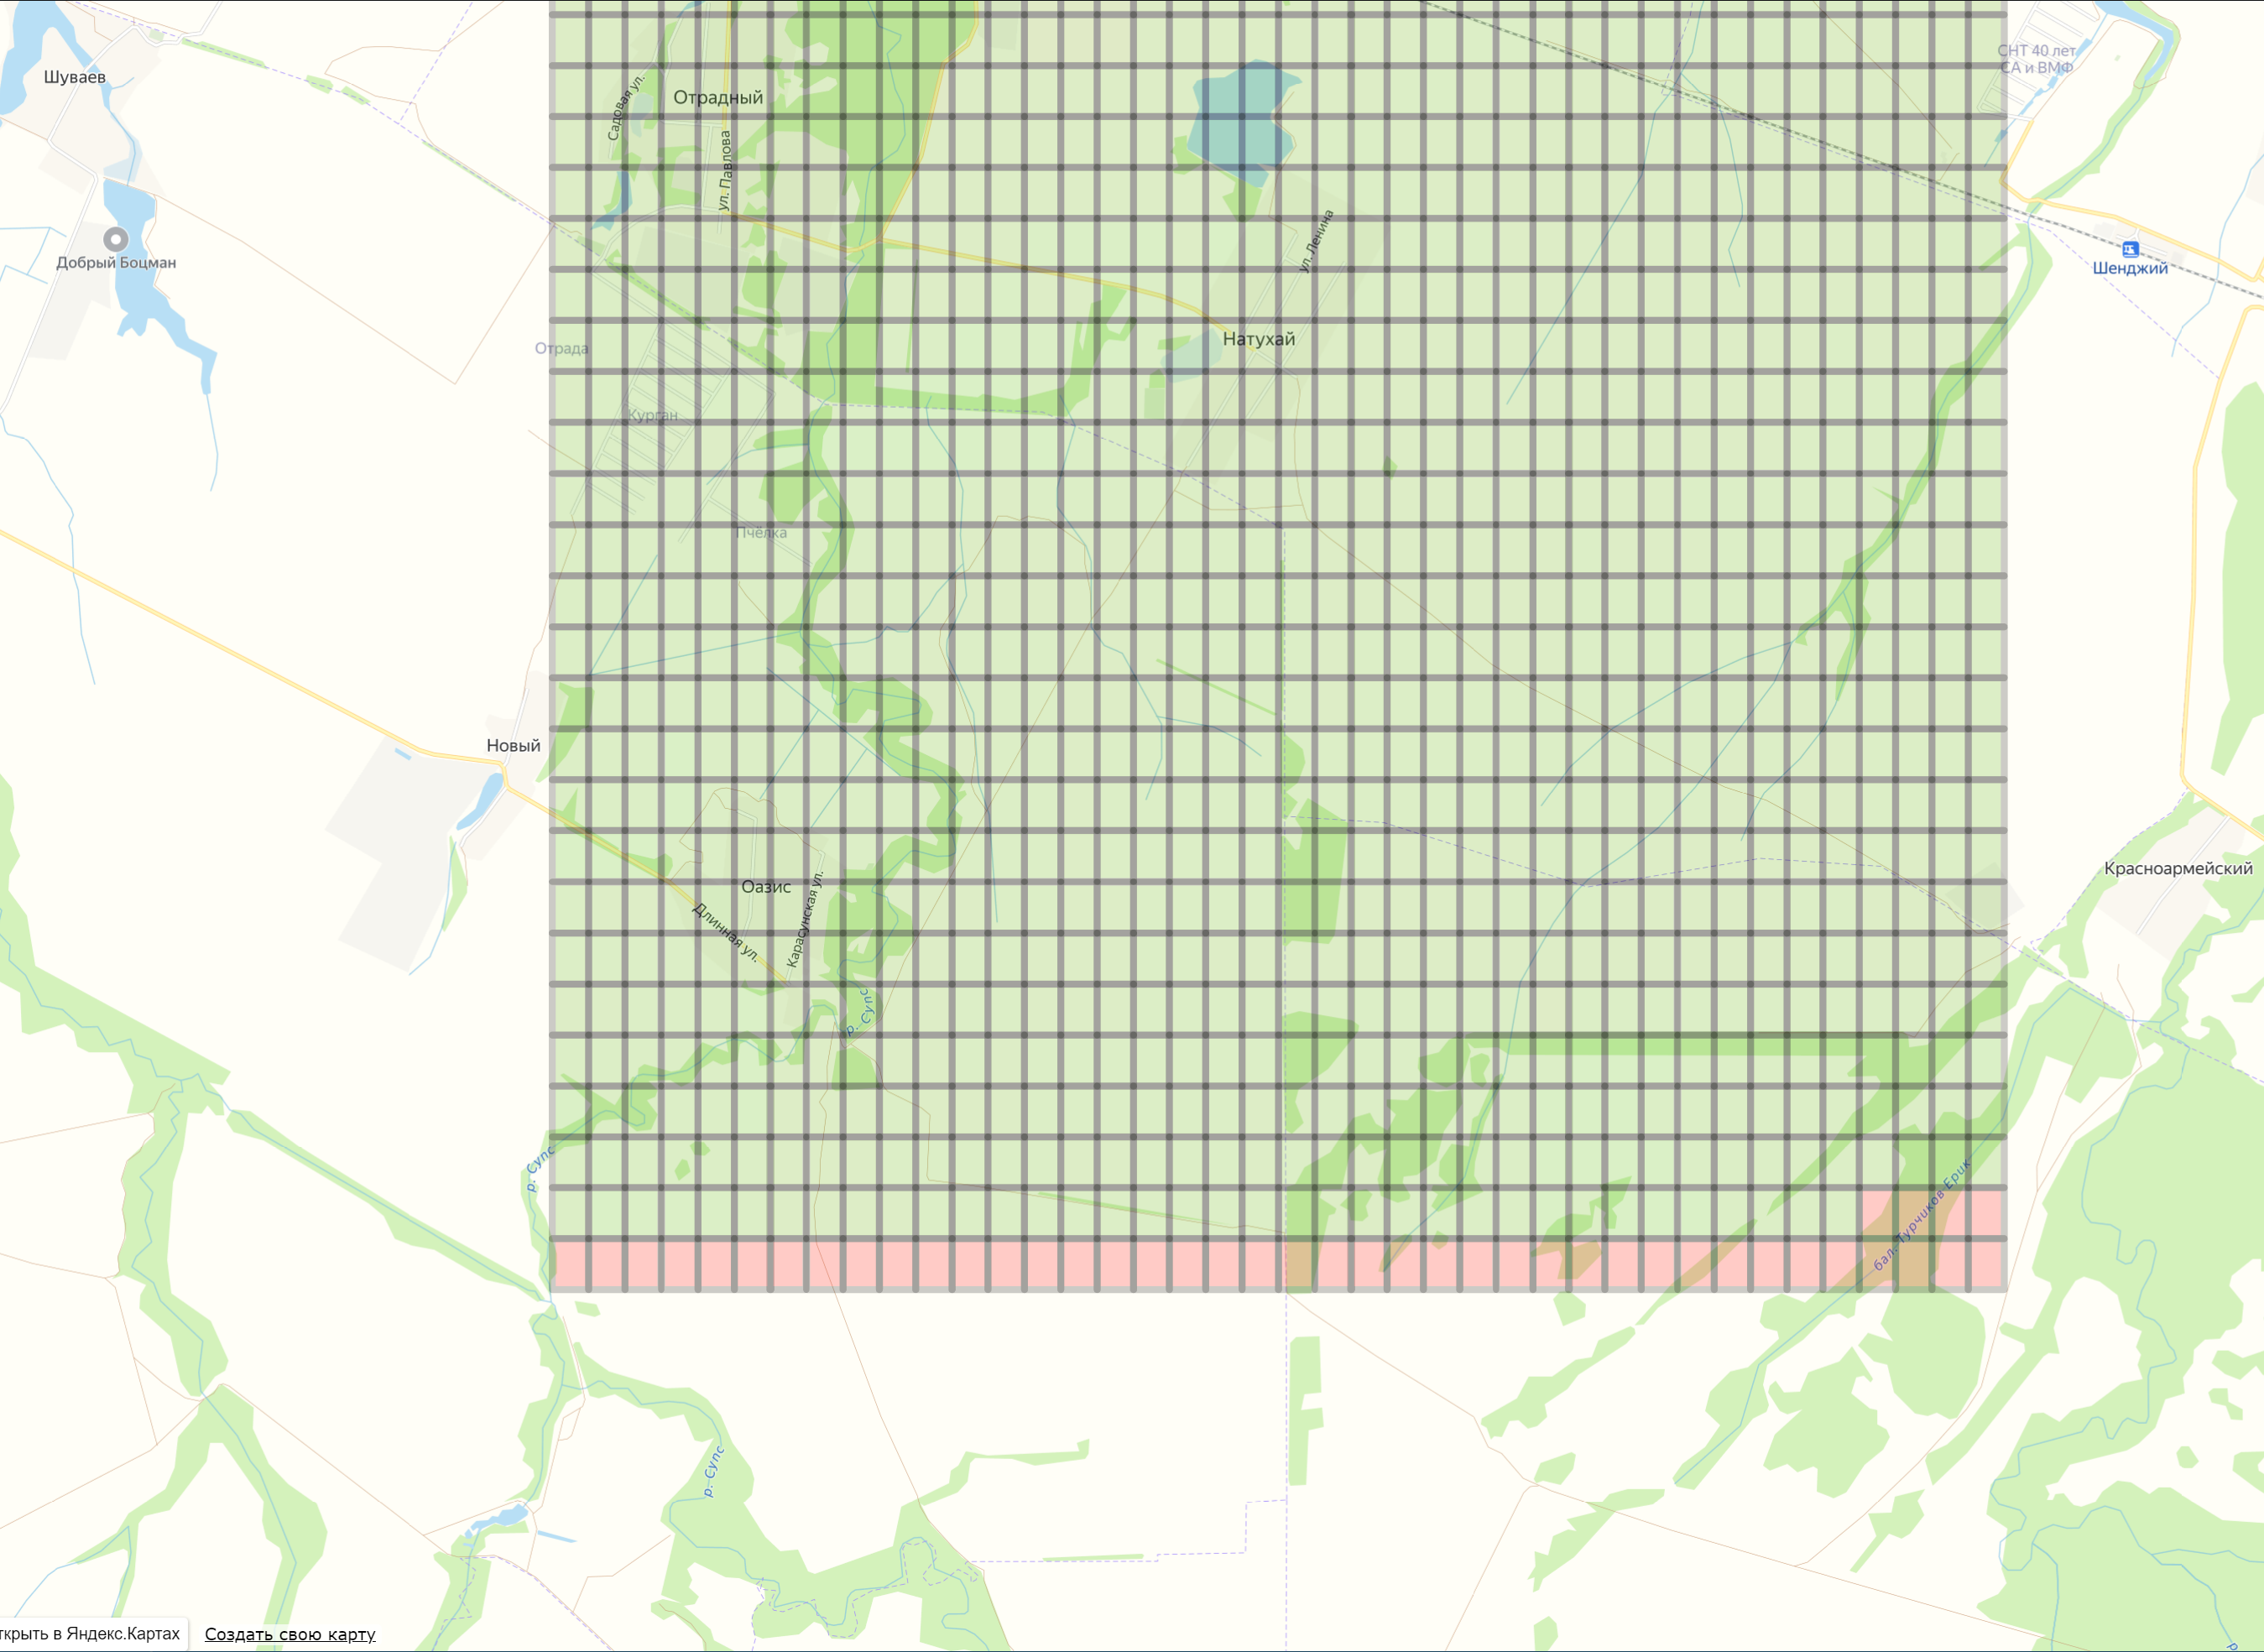 Шуваев
СНТ 40 лет
СА и ВМФ
Садовая ул.
Отрадный
ул. Павлова
ул. Ленина
Добрый Боцман
Шенджий
Отрада
Натухай
Курган
Пчёлка
Новый
Оазис
Длинная ул.
Карасунская ул.
Красноармейский
р. Супс
р. Супс
бал. Турчиков Ерик
р. Супс
ткрыть в Яндекс.Картах
Создать свою карту